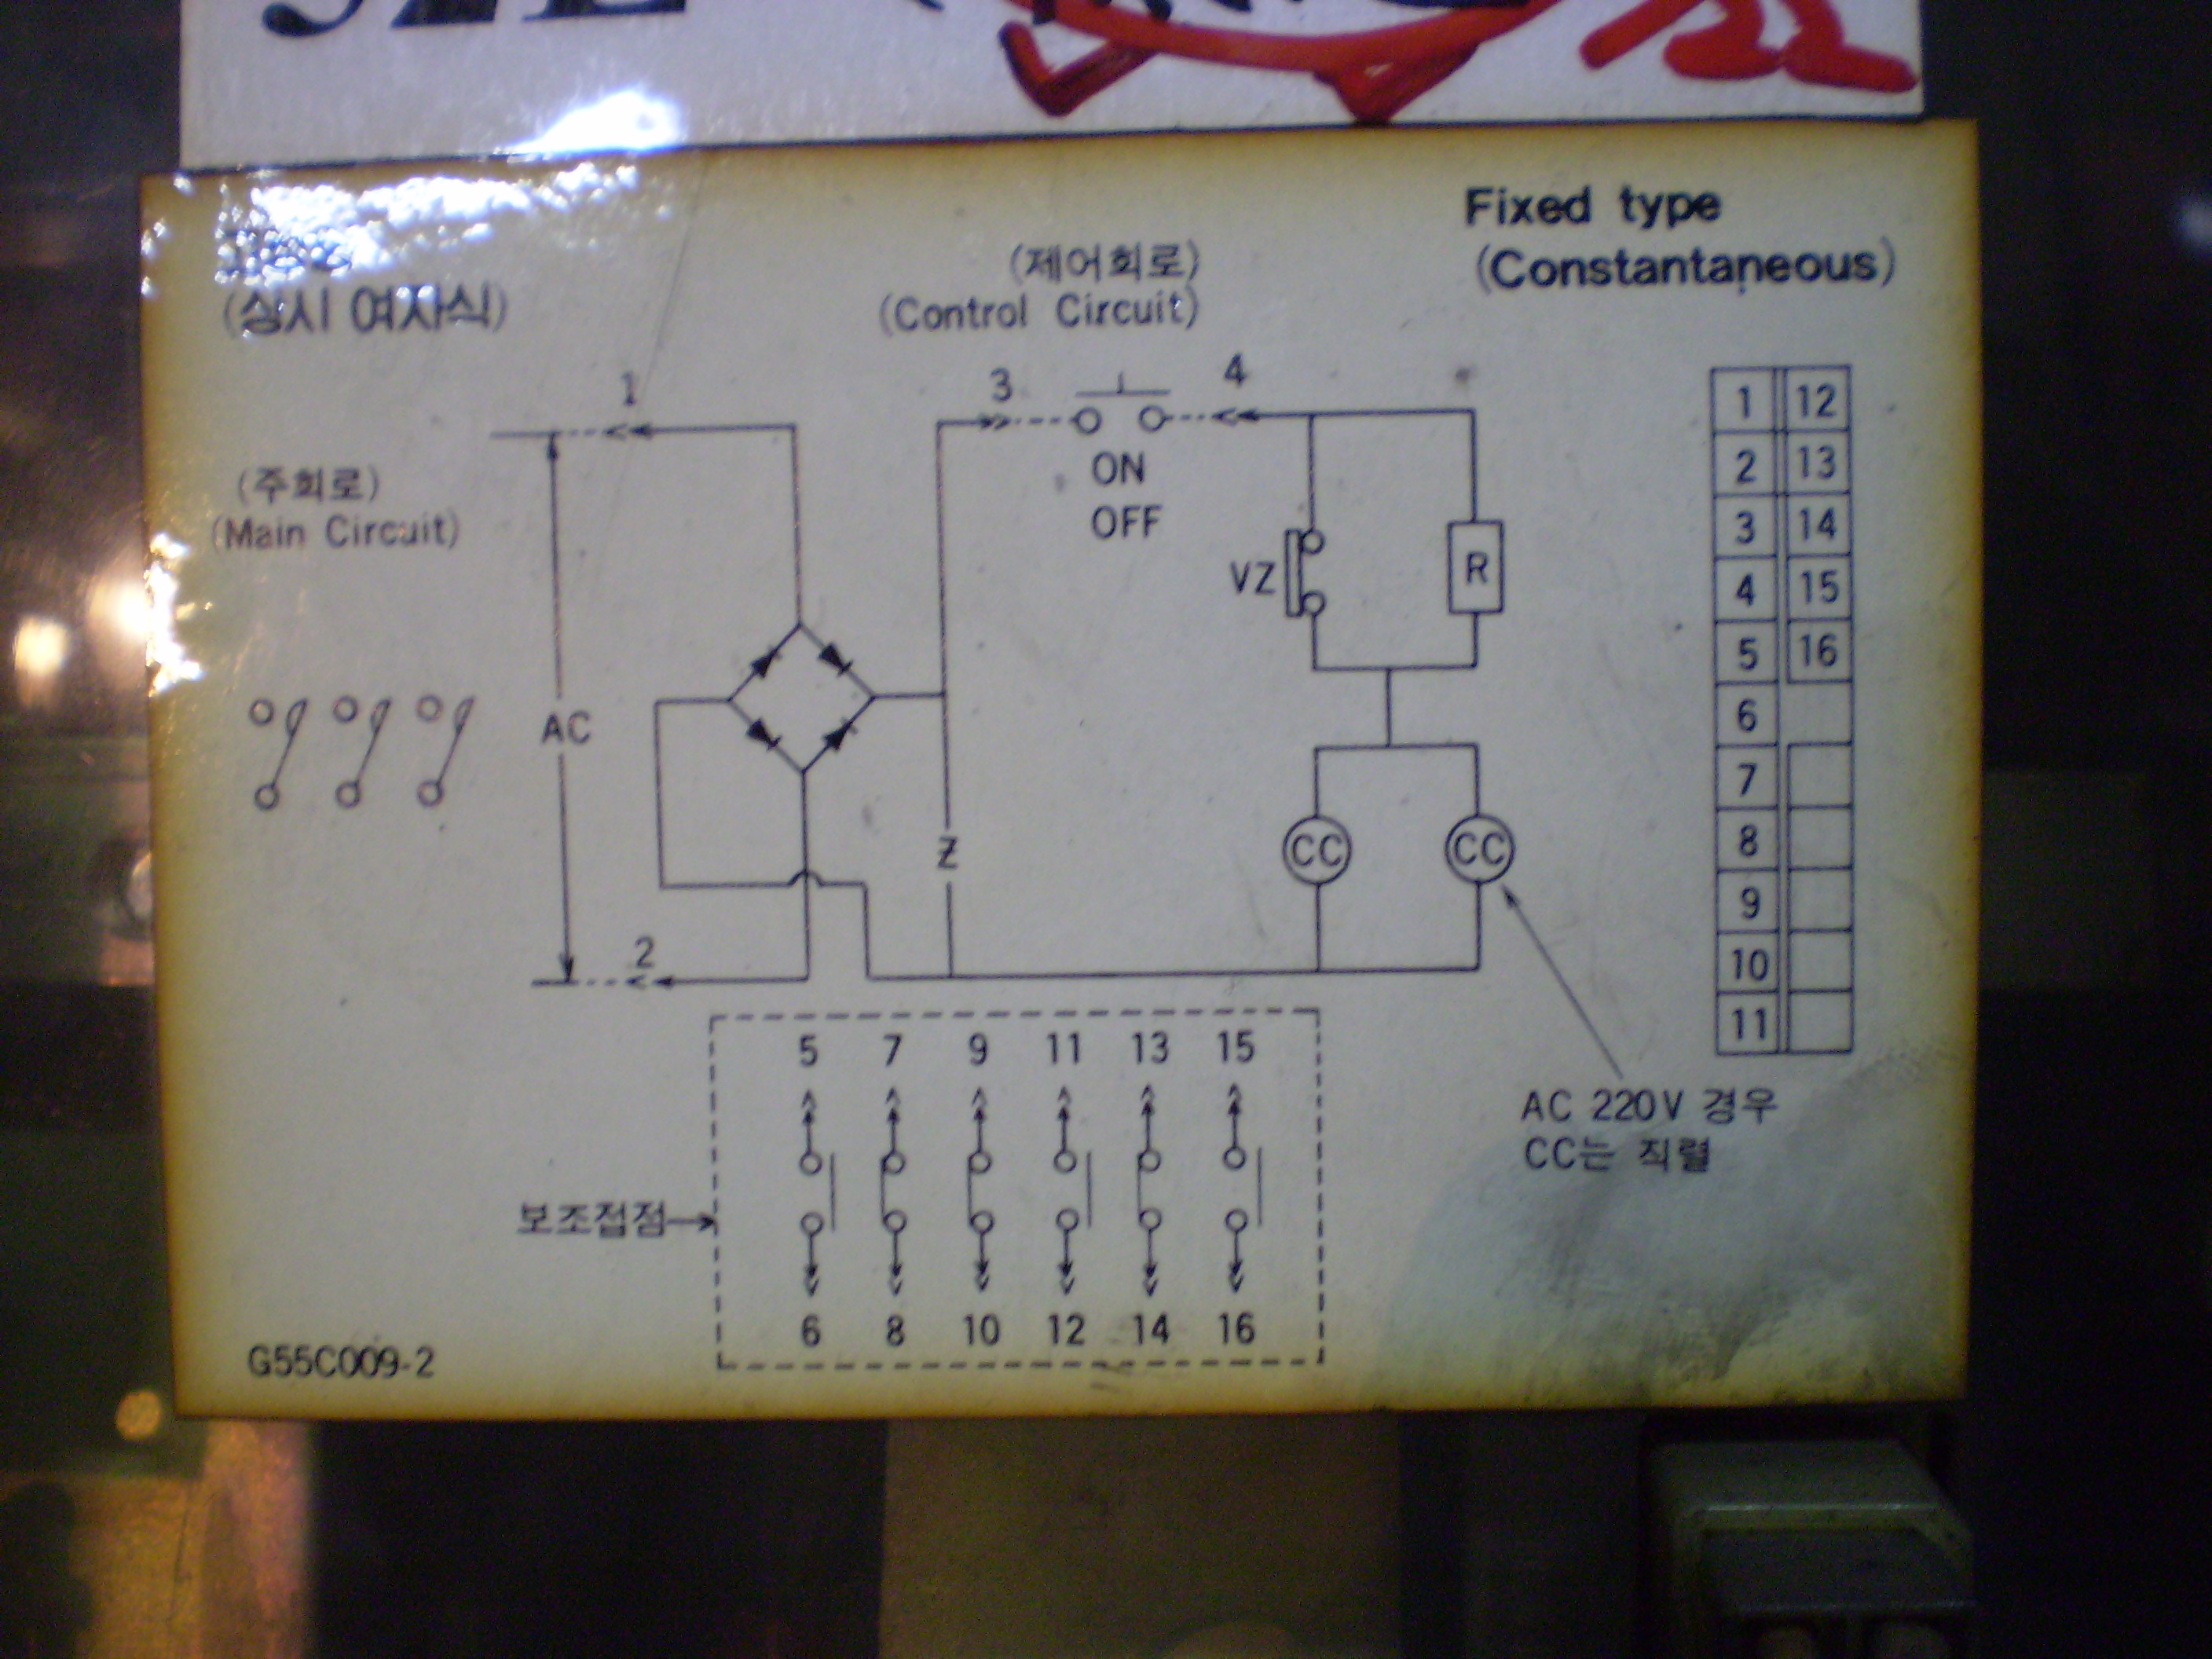 Fixed type
(Constantaneous)
(상시 여자식)
(제어회로)
(Control Circuit)
(주회로)
(Main Circuit)
1
3
4
ON
OFF
VZ
R
AC
Z
CC
CC
2
1 12
2 13
3 14
4 15
5 16
6
7
8
9
10
11
AC 220V 경우
CC는 직렬
5 7 9 11 13 15
보조접점
6 8 10 12 14 16
G55C009-2